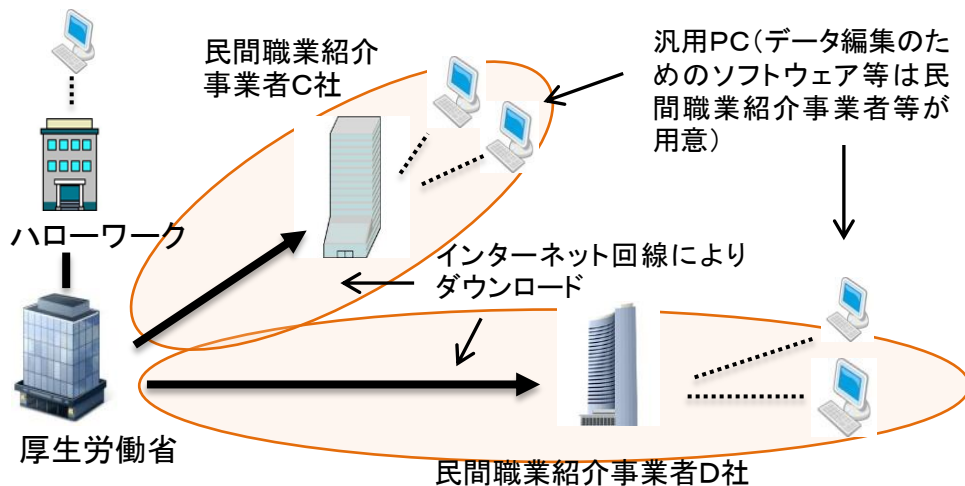 民間職業紹介
事業者C社
汎用PC(データ編集のた
めのソフトウェア等は民
間職業紹介事業者等が
用意)
ハローワーク
インターネット回線により
ダウンロード
厚生労働省
民間職業紹介事業者D社